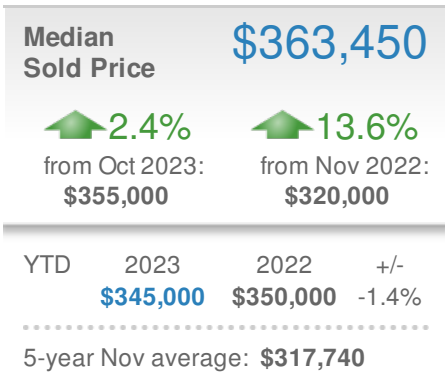 Median
Sold Price
$363,450
2.4%
from Oct 2023:
$355,000
13.6%
from Nov 2022:
$320,000
YTD 2023 2022 +/-
$345,000 $350,000 -1.4%
5-year Nov average: $317,740